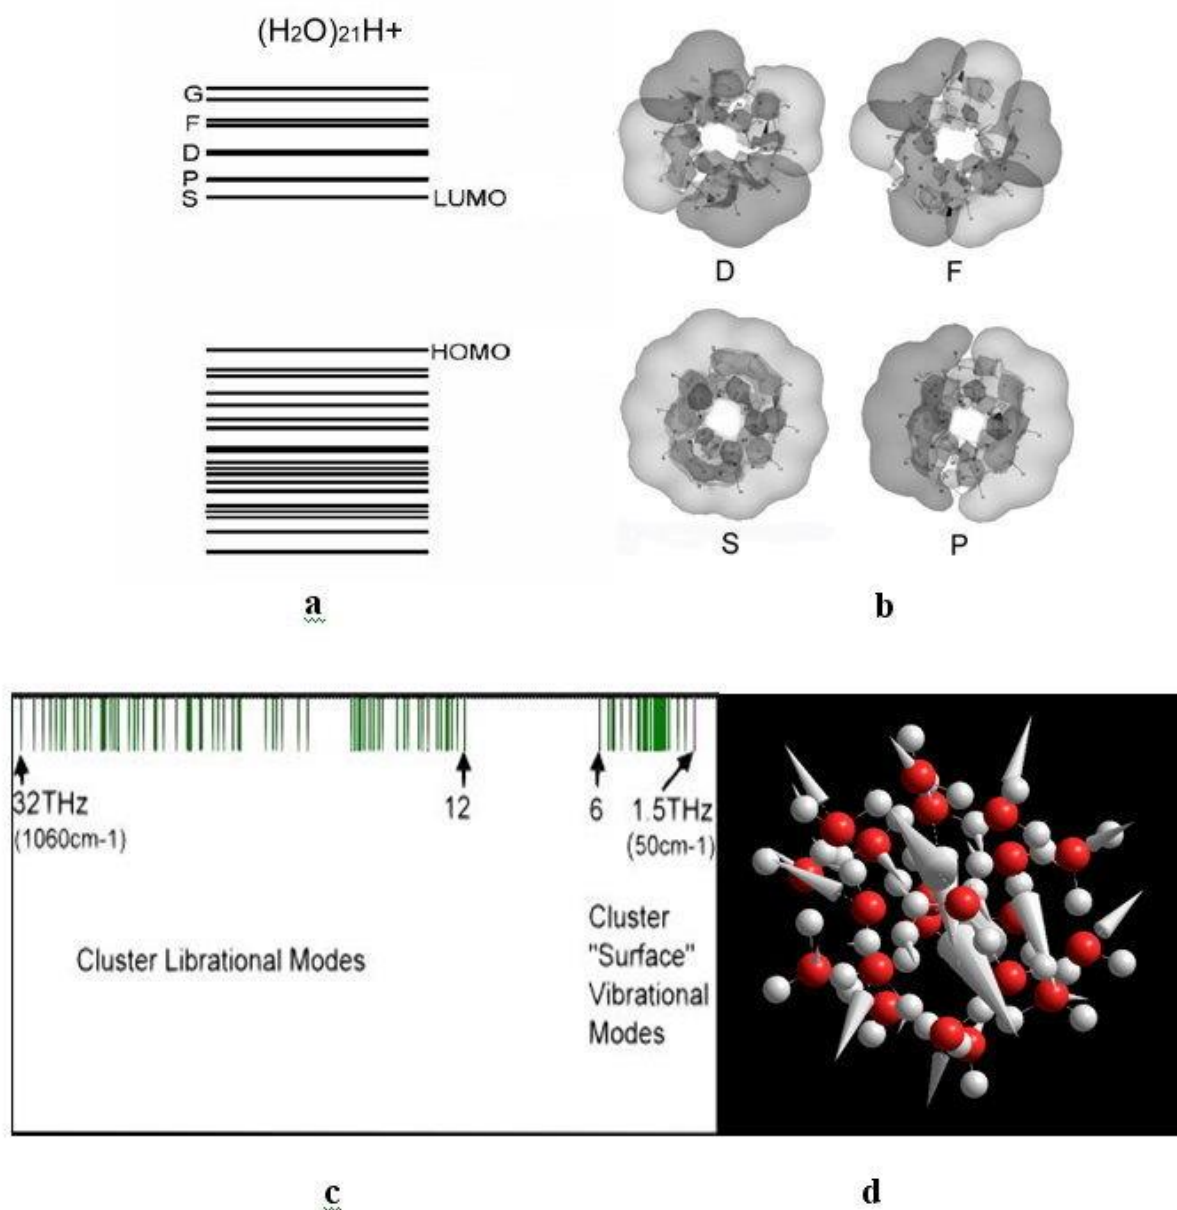 (H2O)21H+
G
F
D
P
S
LUMO
HOMO
D
F
S
P
a
b
32THz
(1060cm-1)
12
6
1.5THz
(50cm-1)
Cluster Librational Modes
Cluster
"Surface"
Vibrational
Modes
c
d